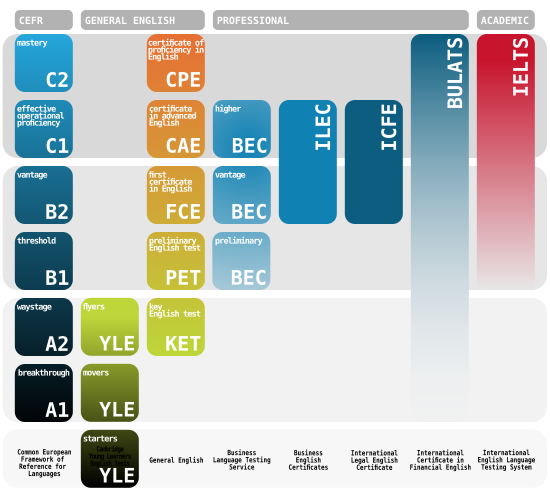 CEFR
GENERAL ENGLISH
PROFESSIONAL
ACADEMIC
mastery
C2
certificate of
proficiency in
English
CPE
BULATS
IELTS
effective
operational
proficiency
C1
certificate
in advanced
English
CAE
higher
BEC
ILEC
ICFE
vantage
B2
first
certificate
in English
FCE
vantage
BEC
threshold
B1
preliminary
English test
PET
preliminary
BEC
waystage
A2
flyers
YLE
key
English test
KET
breakthrough
A1
movers
YLE
starters
YLE
Common European
Framework of
Reference for
Languages
Cambridge
Young Learners
English Tests
General English
Business
Language Testing
Service
Business
English
Certificates
International
Legal English
Certificate
International
Certificate in
Financial English
International
English Language
Testing System